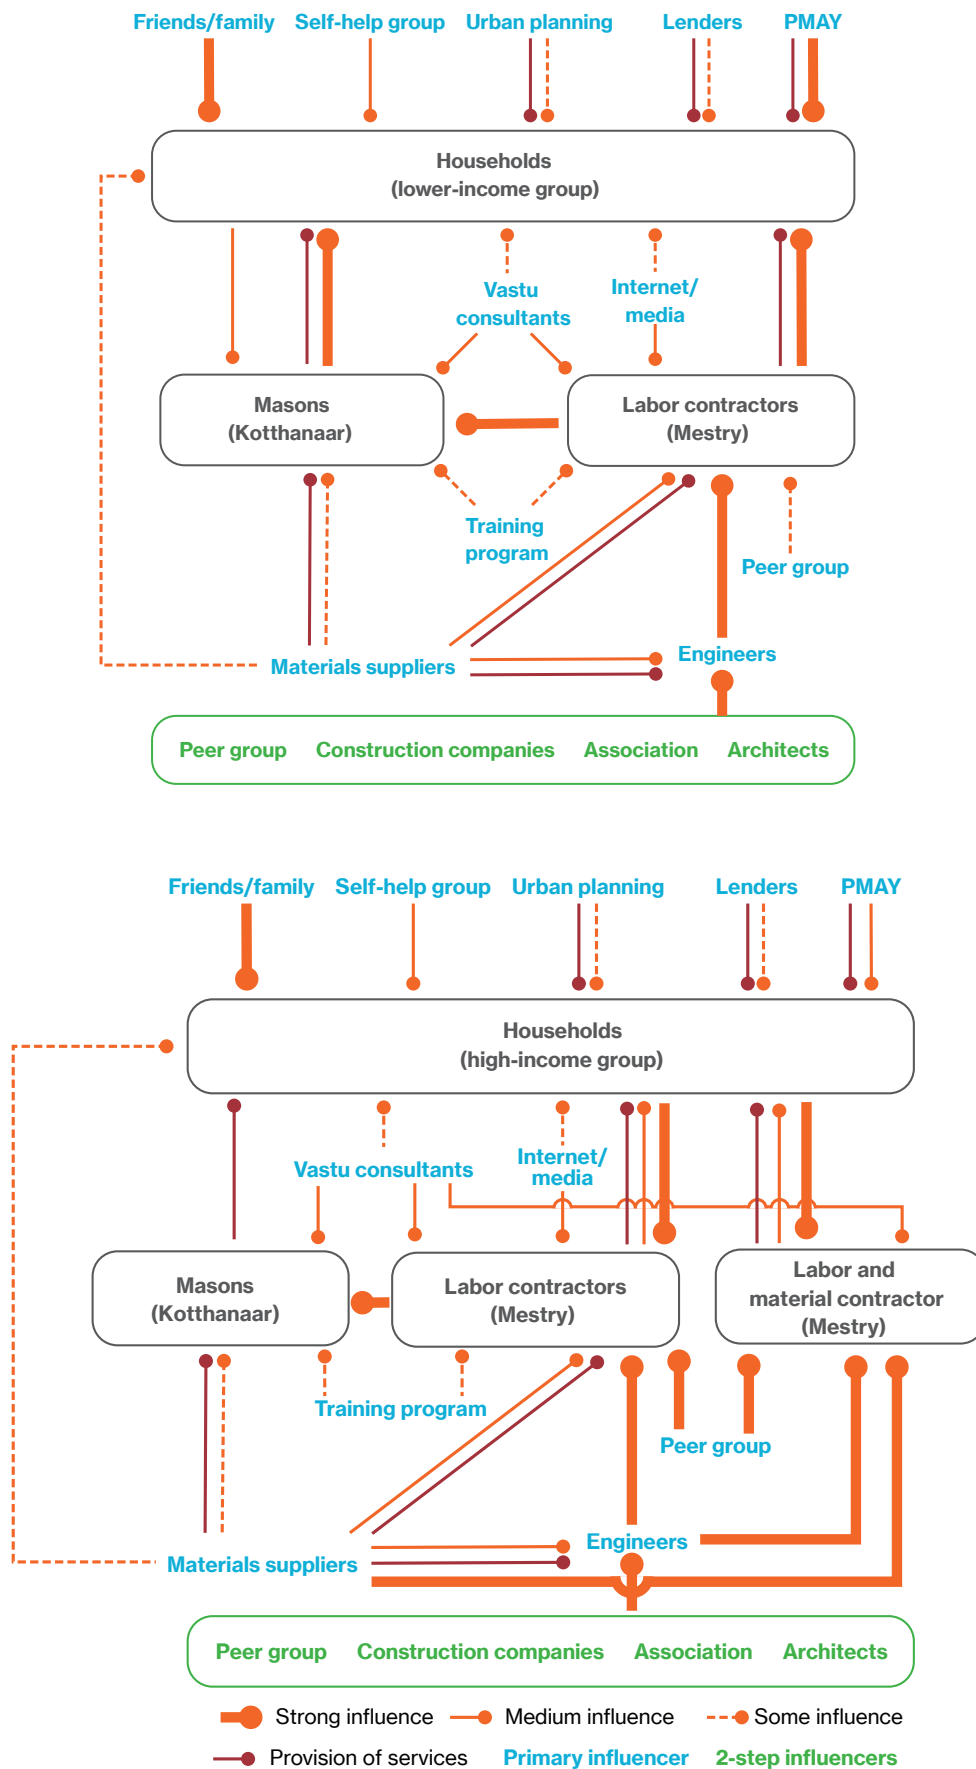 Friends/family Self-help group Urban planning Lenders PMAY
Households
(lower-income group)
Vastu
consultants
Internet/
media
Masons
(Kotthanaar)
Labor contractors
(Mestry)
Training
program
Peer group
Materials suppliers
Engineers
Peer group Construction companies Association Architects
Friends/family Self-help group Urban planning Lenders PMAY
Households
(high-income group)
Vastu consultants
Internet/
media
Masons
(Kotthanaar)
Labor contractors
(Mestry)
Labor and
material contractor
(Mestry)
Training program
Peer group
Engineers
Materials suppliers
Peer group Construction companies Association Architects
Strong influence Medium influence Some influence
Provision of services Primary influencer 2-step influencers